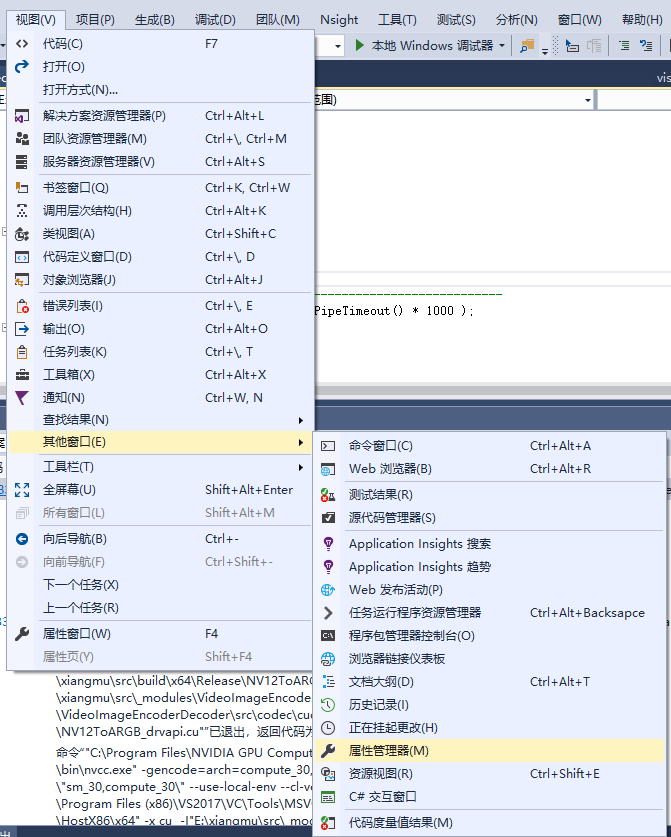 视图(V) 项目(P) 生成(B) 调试(D) 团队(M) Nsight 工具(T) 测试(S) 分析(N) 窗口(W) 帮助(H)
代码(C) F7
本地 Windows 调试器
打开(O)
打开方式(N)...
vis
范围)
解决方案资源管理器(P) Ctrl+Alt+L
团队资源管理器(M) Ctrl+\, Ctrl+M
服务器资源管理器(V) Ctrl+Alt+S
书签窗口(Q) Ctrl+K, Ctrl+W
调用层次结构(H) Ctrl+Alt+K
类视图(A) Ctrl+Shift+C
代码定义窗口(D) Ctrl+\, D
对象浏览器(J) Ctrl+Alt+J
错误列表(I) Ctrl+\, E
PipeTimeout() * 1000 );
输出(O) Ctrl+Alt+O
任务列表(K) Ctrl+\, T
工具箱(X) Ctrl+Alt+X
通知(N) Ctrl+W, N
查找结果(N)
其他窗口(E)
工具栏(T)
全屏幕(U) Shift+Alt+Enter
所有窗口(L) Shift+Alt+M
向后导航(B) Ctrl+-
向前导航(F) Ctrl+Shift+-
下一个任务(X)
上一个任务(R)
属性窗口(W) F4
属性页(Y) Shift+F4
命令窗口(C) Ctrl+Alt+A
Web 浏览器(B) Ctrl+Alt+R
测试结果(R)
源代码管理器(S)
Application Insights 搜索
Application Insights 趋势
Web 发布活动(P)
任务运行程序资源管理器 Ctrl+Alt+Backsapce
程序包管理器控制台(O)
浏览器链接仪表板
文档大纲(D) Ctrl+Alt+T
历史记录(I)
正在挂起更改(H)
属性管理器(M)
资源视图(R) Ctrl+Shift+E
C# 交互窗口
代码度量值结果(M)
\xiangmu\src\build\x64\Release\NV12ToARG
\xiangmu\src\_modules\VideoImageEncoder
\VideoImageEncoderDecoder\src\codec\cud
\NV12ToARGB_drvapi.cu"”已退出，返回代码为
命令“"C:\Program Files\NVIDIA GPU Comput
\bin\nvcc.exe" -gencode=arch=compute_30,
\"sm_30,compute_30\" --use-local-env --cl-ve
\Program Files (x86)\VS2017\VC\Tools\MSVC
\HostX86\x64" -x cu -I"E:\xiangmu\src\_mod